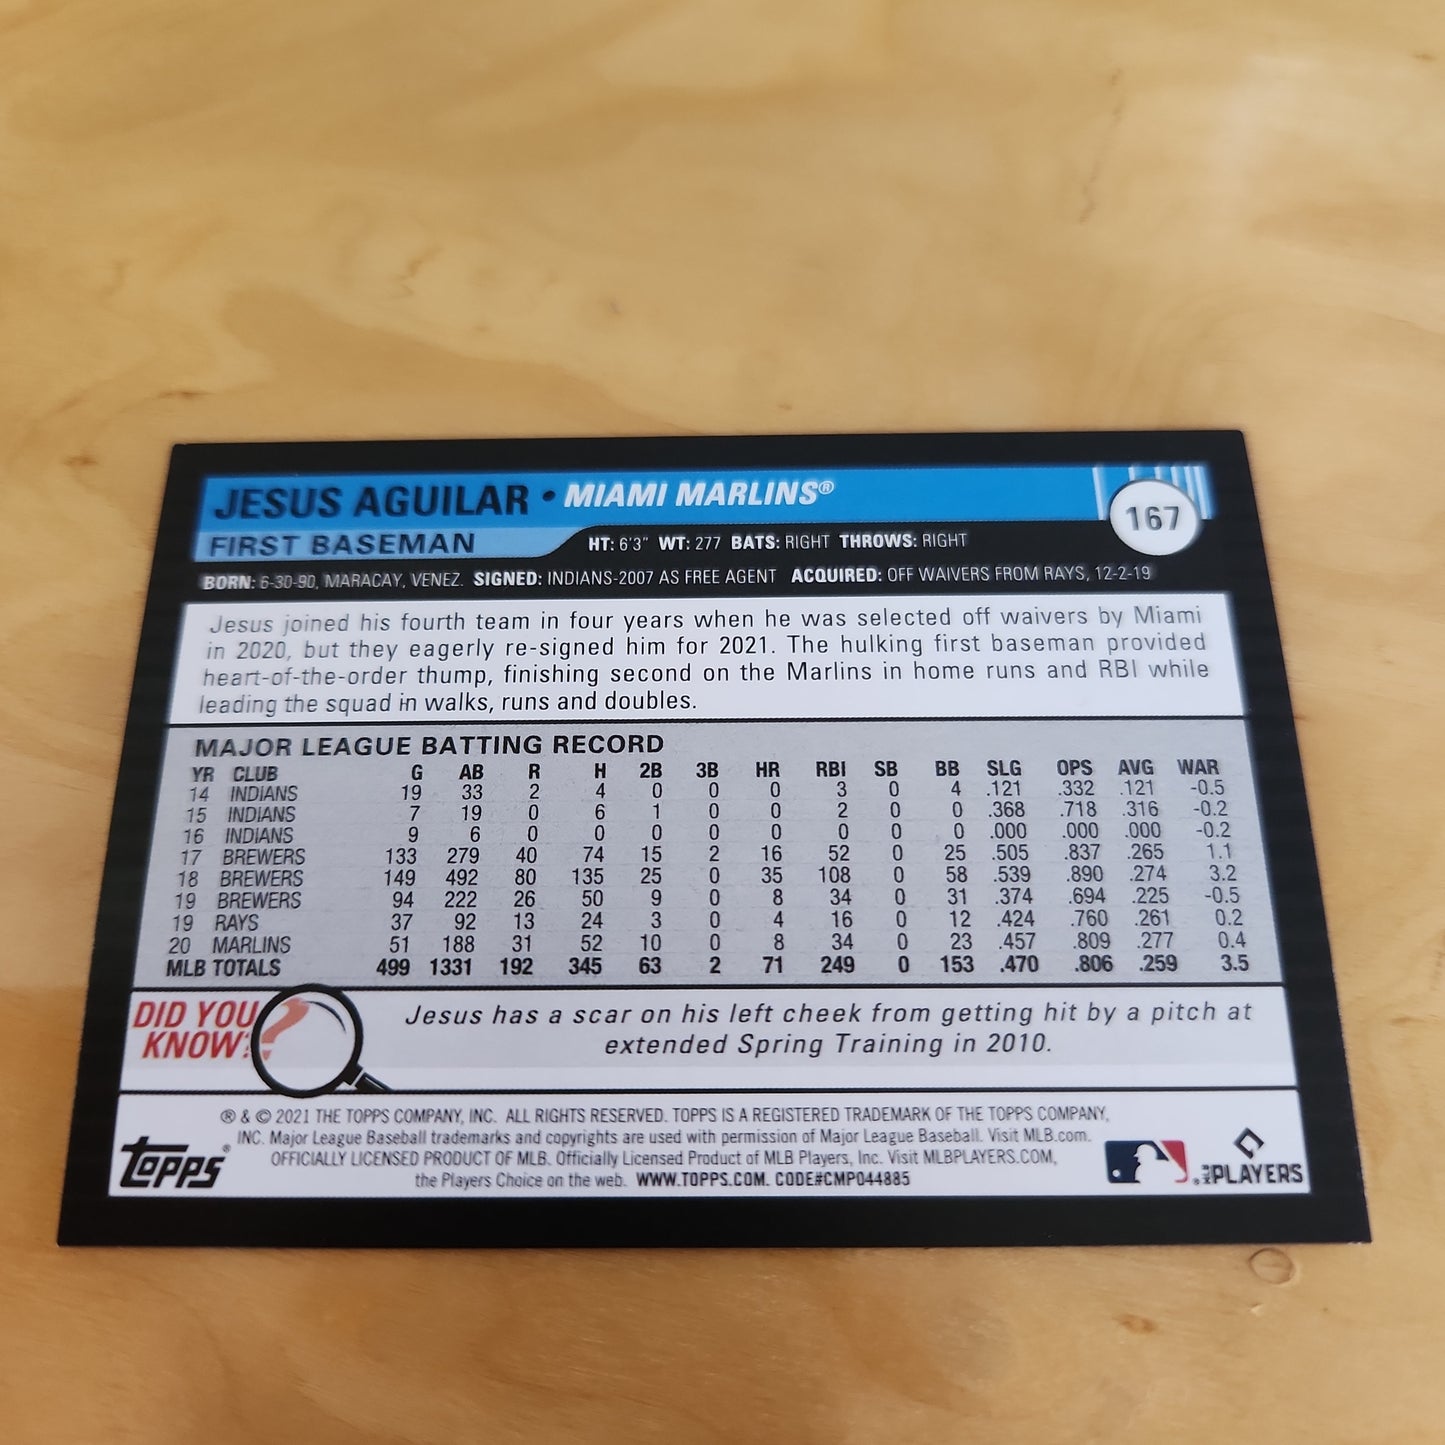 JESUS AGUILAR • MIAMI MARLINS®
167
FIRST BASEMAN
HT: 6'3" WT: 277 BATS: RIGHT THROWS: RIGHT
BORN: 6-30-90, MARACAY, VENEZ. SIGNED: INDIANS-2007 AS FREE AGENT ACQUIRED: OFF WAIVERS FROM RAYS, 12-2-19
Jesus joined his fourth team in four years when he was selected off waivers by Miami
in 2020, but they eagerly re-signed him for 2021. The hulking first baseman provided
heart-of-the-order thump, finishing second on the Marlins in home runs and RBI while
leading the squad in walks, runs and doubles.
MAJOR LEAGUE BATTING RECORD
YR CLUB G AB R H 2B 3B HR RBI SB BB SLG OPS AVG WAR
14 INDIANS 19 33 2 4 0 0 0 3 0 4 .121 .332 .121 -0.5
15 INDIANS 7 19 0 6 1 0 0 2 0 0 .368 .718 .316 -0.2
16 INDIANS 9 6 0 0 0 0 0 0 0 0 .000 .000 .000 -0.2
17 BREWERS 133 279 40 74 15 2 16 52 0 25 .505 .837 .265 1.1
18 BREWERS 149 492 80 135 25 0 35 108 0 58 .539 .890 .274 3.2
19 BREWERS 94 222 26 50 9 0 8 34 0 31 .374 .694 .225 -0.5
19 RAYS 37 92 13 24 3 0 4 16 0 12 .424 .760 .261 0.2
20 MARLINS 51 188 31 52 10 0 8 34 0 23 .457 .809 .277 0.4
MLB TOTALS 499 1331 192 345 63 2 71 249 0 153 .470 .806 .259 3.5
DID YOU
KNOW?
Jesus has a scar on his left cheek from getting hit by a pitch at
extended Spring Training in 2010.
® & © 2021 THE TOPPS COMPANY, INC. ALL RIGHTS RESERVED. TOPPS IS A REGISTERED TRADEMARK OF THE TOPPS COMPANY,
INC. Major League Baseball trademarks and copyrights are used with permission of Major League Baseball. Visit MLB.com.
OFFICIALLY LICENSED PRODUCT OF MLB. Officially Licensed Product of MLB Players, Inc. Visit MLBPLAYERS.COM,
the Players Choice on the web. WWW.TOPPS.COM. CODE#CMP044885
topps®
PLAYERS